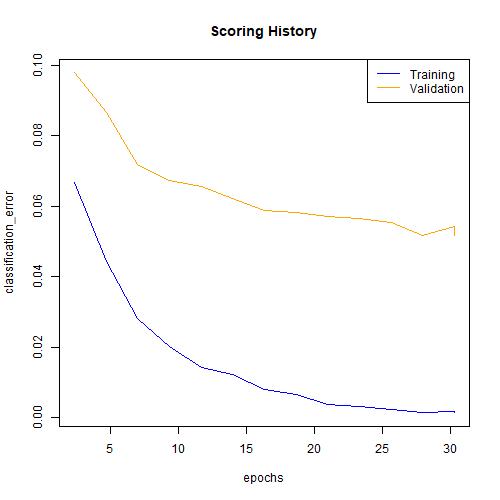 Scoring History
Training
Validation
classification_error
0.10
0.08
0.06
0.04
0.02
0.00
5 10 15 20 25 30
epochs